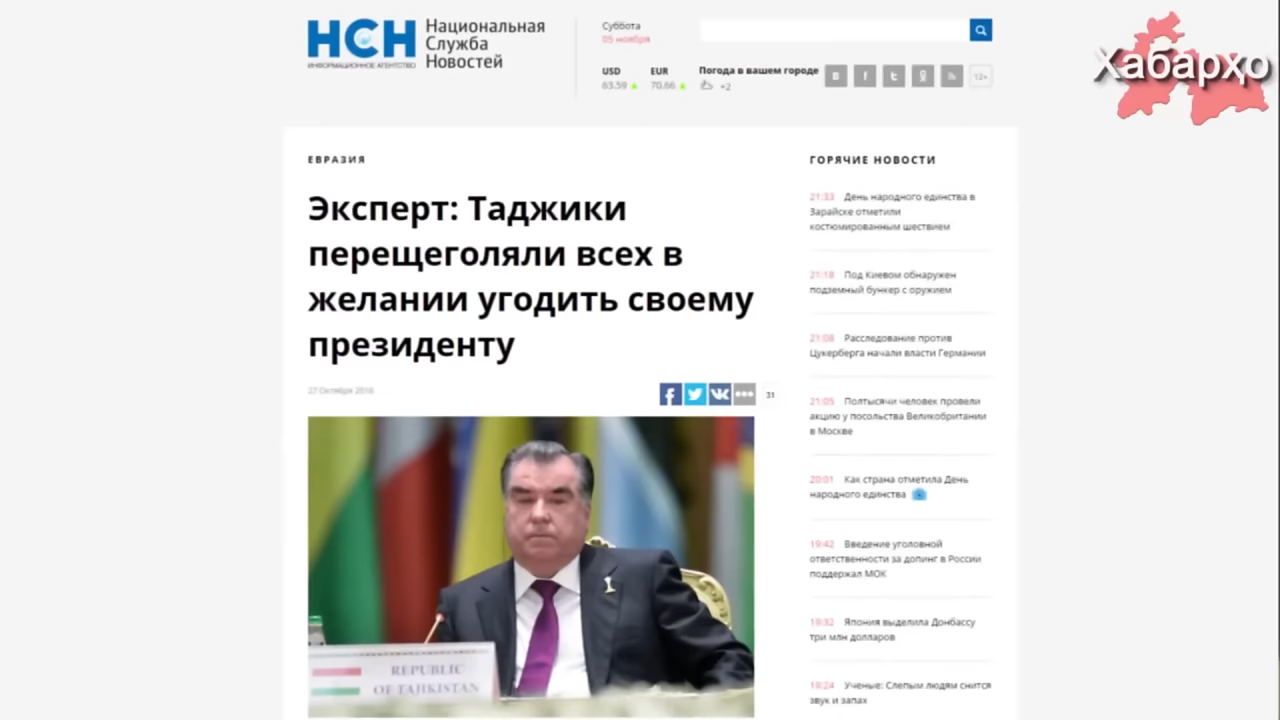 НСН
ИНФОРМАЦИОННОЕ АГЕНТСТВО
Национальная
Служба
Новостей
Суббота
05 ноября
USD
63.59
EUR
70.66
Погода в вашем городе
+2
12+
Хабарҳо
ЕВРАЗИЯ
Эксперт: Таджики
перещеголяли всех в
желании угодить своему
президенту
27 Октября 2016
31
REPUBLIC
OF TAJIKISTAN
ГОРЯЧИЕ НОВОСТИ
21:33 День народного единства в
Зарайске отметили
костюмированным шествием
21:18 Под Киевом обнаружен
подземный бункер с оружием
21:08 Расследование против
Цукерберга начали власти Германии
21:05 Полтысячи человек провели
акцию у посольства Великобритании
в Москве
20:01 Как страна отметила День
народного единства
19:42 Введение уголовной
ответственности за допинг в России
поддержал МОК
19:32 Япония выделила Донбассу
три млн долларов
19:24 Ученые: Слепым людям снится
звук и запах